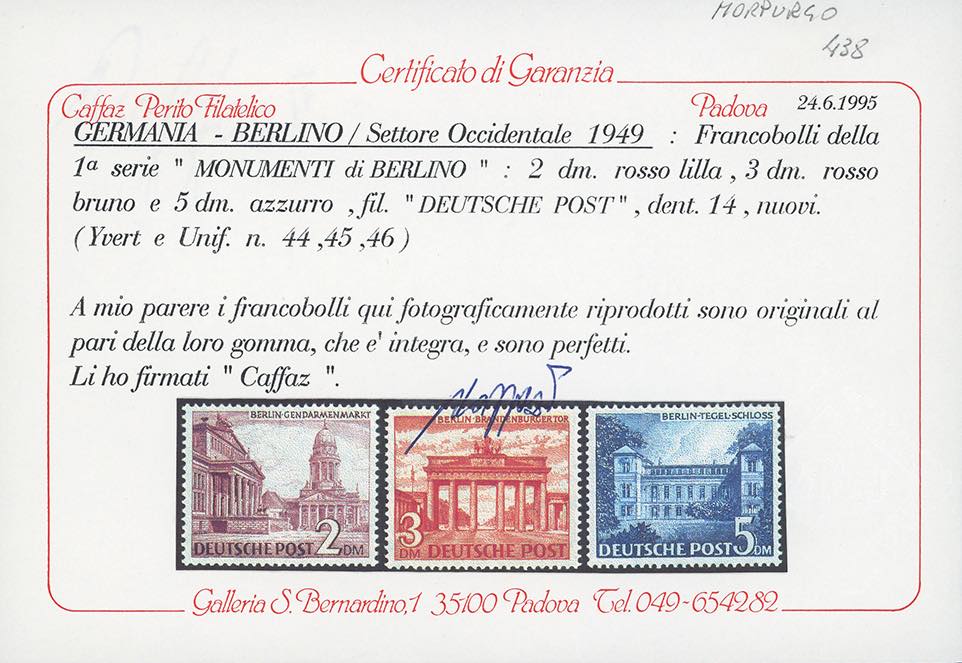 MORPURGO
438
Certificato di Garanzia
Caffaz Perito Filatelico Padova 24.6.1995
GERMANIA - BERLINO / Settore Occidentale 1949 : Francobolli della
1ª serie " MONUMENTI di BERLINO " : 2 dm. rosso lilla , 3 dm. rosso
bruno e 5 dm. azzurro , fil. "DEUTSCHE POST" , dent. 14 , nuovi.
( Yvert e Unif. n. 44 ,45 ,46 )
A mio parere i francobolli qui fotograficamente riprodotti sono originali al
pari della loro gomma, che e' integra, e sono perfetti.
Li ho firmati " Caffaz ".
BERLIN-GENDARMENMARKT
DEUTSCHE POST 2 DM
BERLIN-BRANDENBURGER TOR
3
DM DEUTSCHE POST
BERLIN-TEGEL-SCHLOSS
DEUTSCHE POST 5 DM
Galleria S. Bernardino,1 35100 Padova Tel. 049-654282